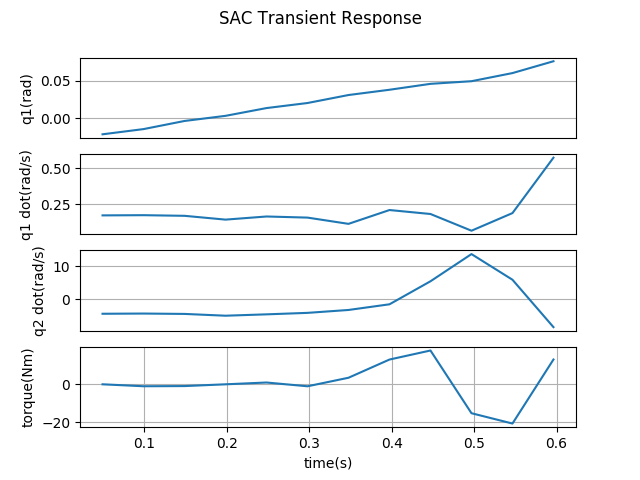 SAC Transient Response
q1(rad)
0.05
0.00
q1 dot(rad/s)
0.50
0.25
q2 dot(rad/s)
10
0
torque(Nm)
0
−20
0.1 0.2 0.3 0.4 0.5 0.6
time(s)